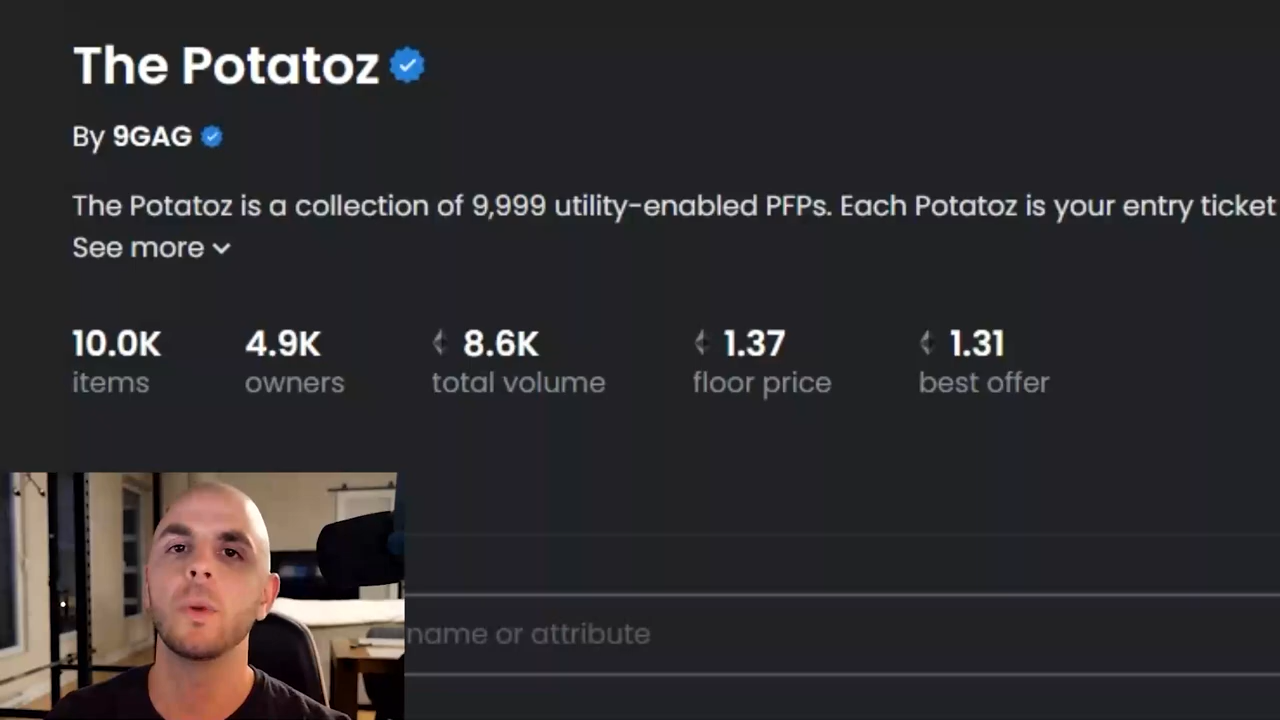 The Potatoz
By 9GAG
The Potatoz is a collection of 9,999 utility-enabled PFPs. Each Potatoz is your entry ticket
See more
10.0K 4.9K 8.6K 1.37 1.31
items owners total volume floor price best offer
name or attribute